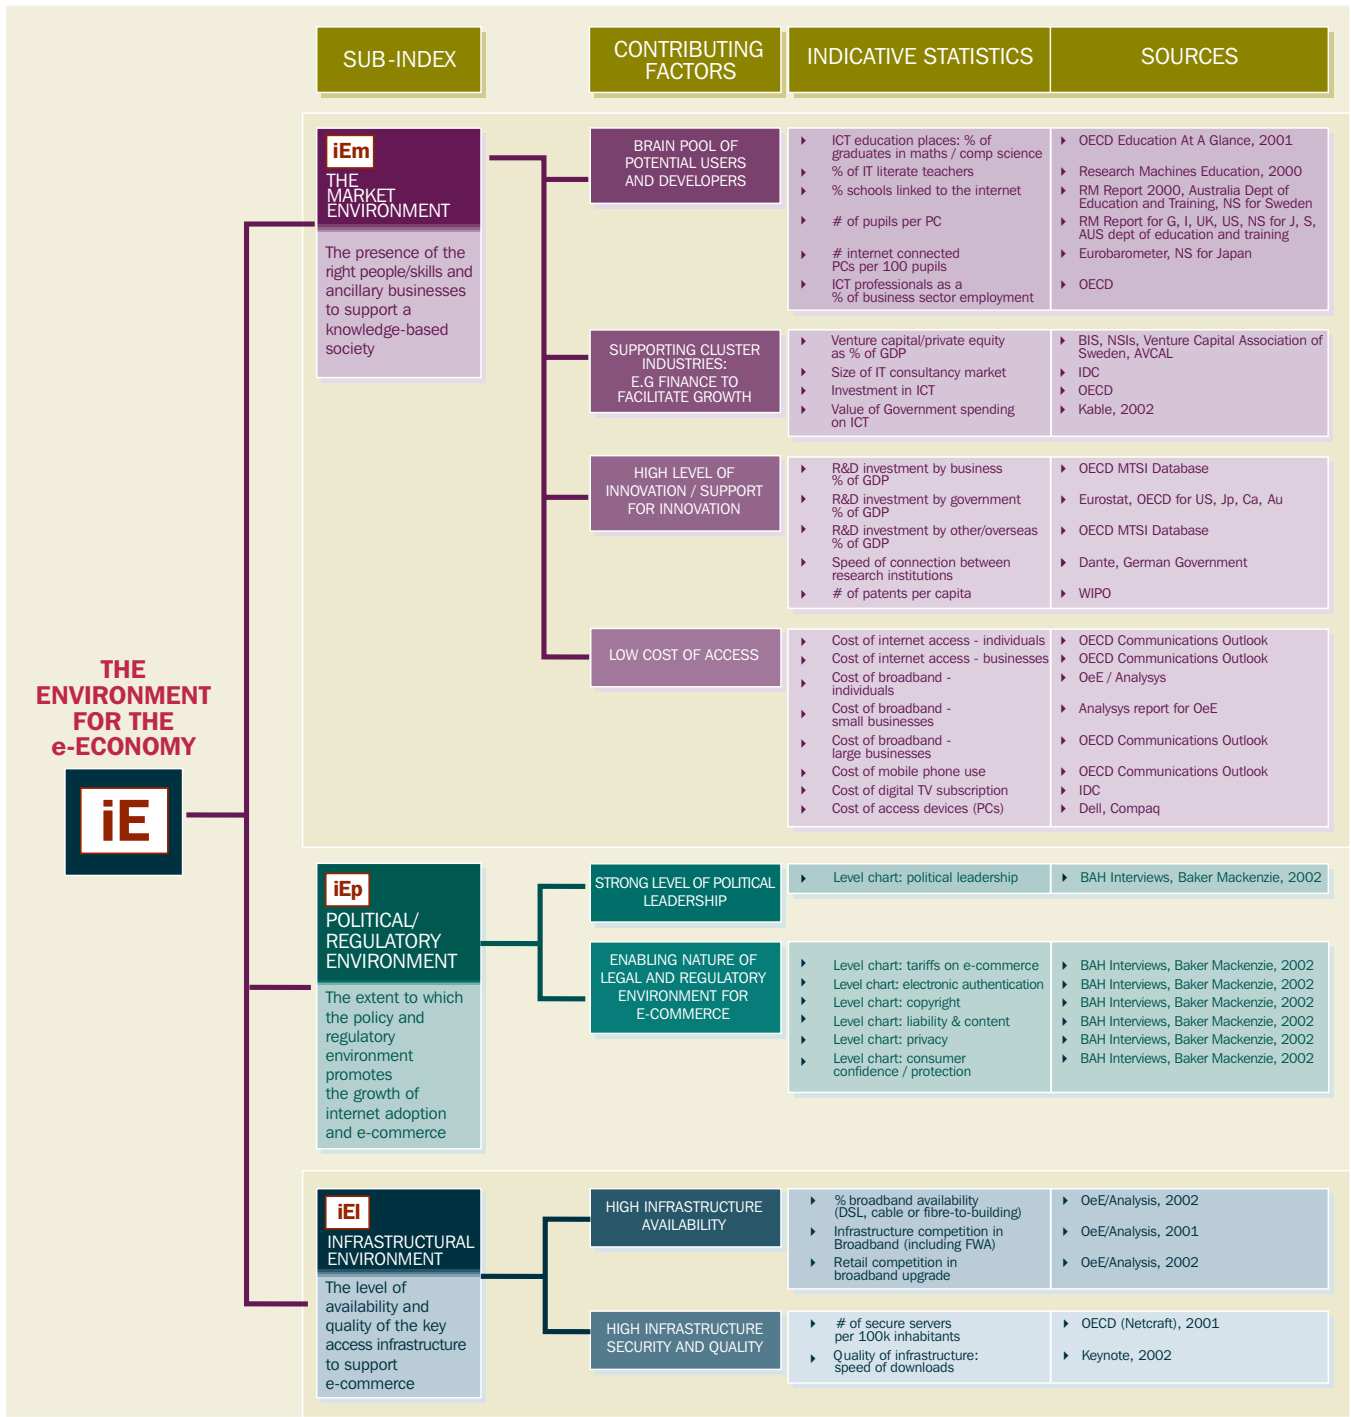 SUB-INDEX
CONTRIBUTING
FACTORS
INDICATIVE STATISTICS
SOURCES
THE
ENVIRONMENT
FOR THE
e-ECONOMY
iE
iEm
THE
MARKET
ENVIRONMENT
The presence of the
right people/skills and
ancillary businesses
to support a
knowledge-based
society
BRAIN POOL OF
POTENTIAL USERS
AND DEVELOPERS
ICT education places: % of
graduates in maths / comp science
OECD Education At A Glance, 2001
% of IT literate teachers
Research Machines Education, 2000
% schools linked to the internet
RM Report 2000, Australia Dept of
Education and Training, NS for Sweden
# of pupils per PC
RM Report for G, I, UK, US, NS for J, S,
AUS dept of education and training
# internet connected
PCs per 100 pupils
Eurobarometer, NS for Japan
ICT professionals as a
% of business sector employment
OECD
SUPPORTING CLUSTER
INDUSTRIES:
E.G FINANCE TO
FACILITATE GROWTH
Venture capital/private equity
as % of GDP
BIS, NSIs, Venture Capital Association of
Sweden, AVCAL
Size of IT consultancy market
IDC
Investment in ICT
OECD
Value of Government spending
on ICT
Kable, 2002
HIGH LEVEL OF
INNOVATION / SUPPORT
FOR INNOVATION
R&D investment by business
% of GDP
OECD MTSI Database
R&D investment by government
% of GDP
Eurostat, OECD for US, Jp, Ca, Au
R&D investment by other/overseas
% of GDP
OECD MTSI Database
Speed of connection between
research institutions
Dante, German Government
# of patents per capita
WIPO
LOW COST OF ACCESS
Cost of internet access - individuals
OECD Communications Outlook
Cost of internet access - businesses
OECD Communications Outlook
Cost of broadband -
individuals
OeE / Analysys
Cost of broadband -
small businesses
Analysys report for OeE
Cost of broadband -
large businesses
OECD Communications Outlook
Cost of mobile phone use
OECD Communications Outlook
Cost of digital TV subscription
IDC
Cost of access devices (PCs)
Dell, Compaq
iEp
POLITICAL/
REGULATORY
ENVIRONMENT
The extent to which
the policy and
regulatory
environment
promotes
the growth of
internet adoption
and e-commerce
STRONG LEVEL OF POLITICAL
LEADERSHIP
Level chart: political leadership
BAH Interviews, Baker Mackenzie, 2002
ENABLING NATURE OF
LEGAL AND REGULATORY
ENVIRONMENT FOR
E-COMMERCE
Level chart: tariffs on e-commerce
BAH Interviews, Baker Mackenzie, 2002
Level chart: electronic authentication
BAH Interviews, Baker Mackenzie, 2002
Level chart: copyright
BAH Interviews, Baker Mackenzie, 2002
Level chart: liability & content
BAH Interviews, Baker Mackenzie, 2002
Level chart: privacy
BAH Interviews, Baker Mackenzie, 2002
Level chart: consumer
confidence / protection
BAH Interviews, Baker Mackenzie, 2002
iEI
INFRASTRUCTURAL
ENVIRONMENT
The level of
availability and
quality of the key
access infrastructure
to support
e-commerce
HIGH INFRASTRUCTURE
AVAILABILITY
% broadband availability
(DSL, cable or fibre-to-building)
OeE/Analysis, 2002
Infrastructure competition in
Broadband (including FWA)
OeE/Analysis, 2001
Retail competition in
broadband upgrade
OeE/Analysis, 2002
HIGH INFRASTRUCTURE
SECURITY AND QUALITY
# of secure servers
per 100k inhabitants
OECD (Netcraft), 2001
Quality of infrastructure:
speed of downloads
Keynote, 2002